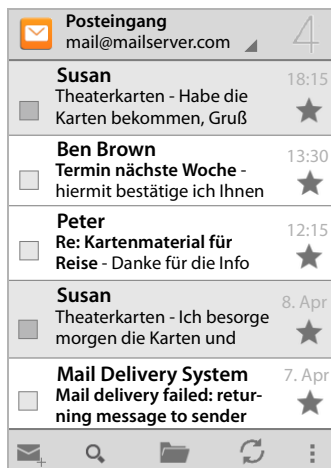 Posteingang
mail@mailserver.com
4
Susan
18:15
Theaterkarten - Habe die
Karten bekommen, Gruß
Ben Brown
13:30
Termin nächste Woche -
hiermit bestätige ich Ihnen
Peter
12:15
Re: Kartenmaterial für
Reise - Danke für die Info
Susan
8. Apr
Theaterkarten - Ich besorge
morgen die Karten und
Mail Delivery System
7. Apr
Mail delivery failed: retur-
ning message to sender